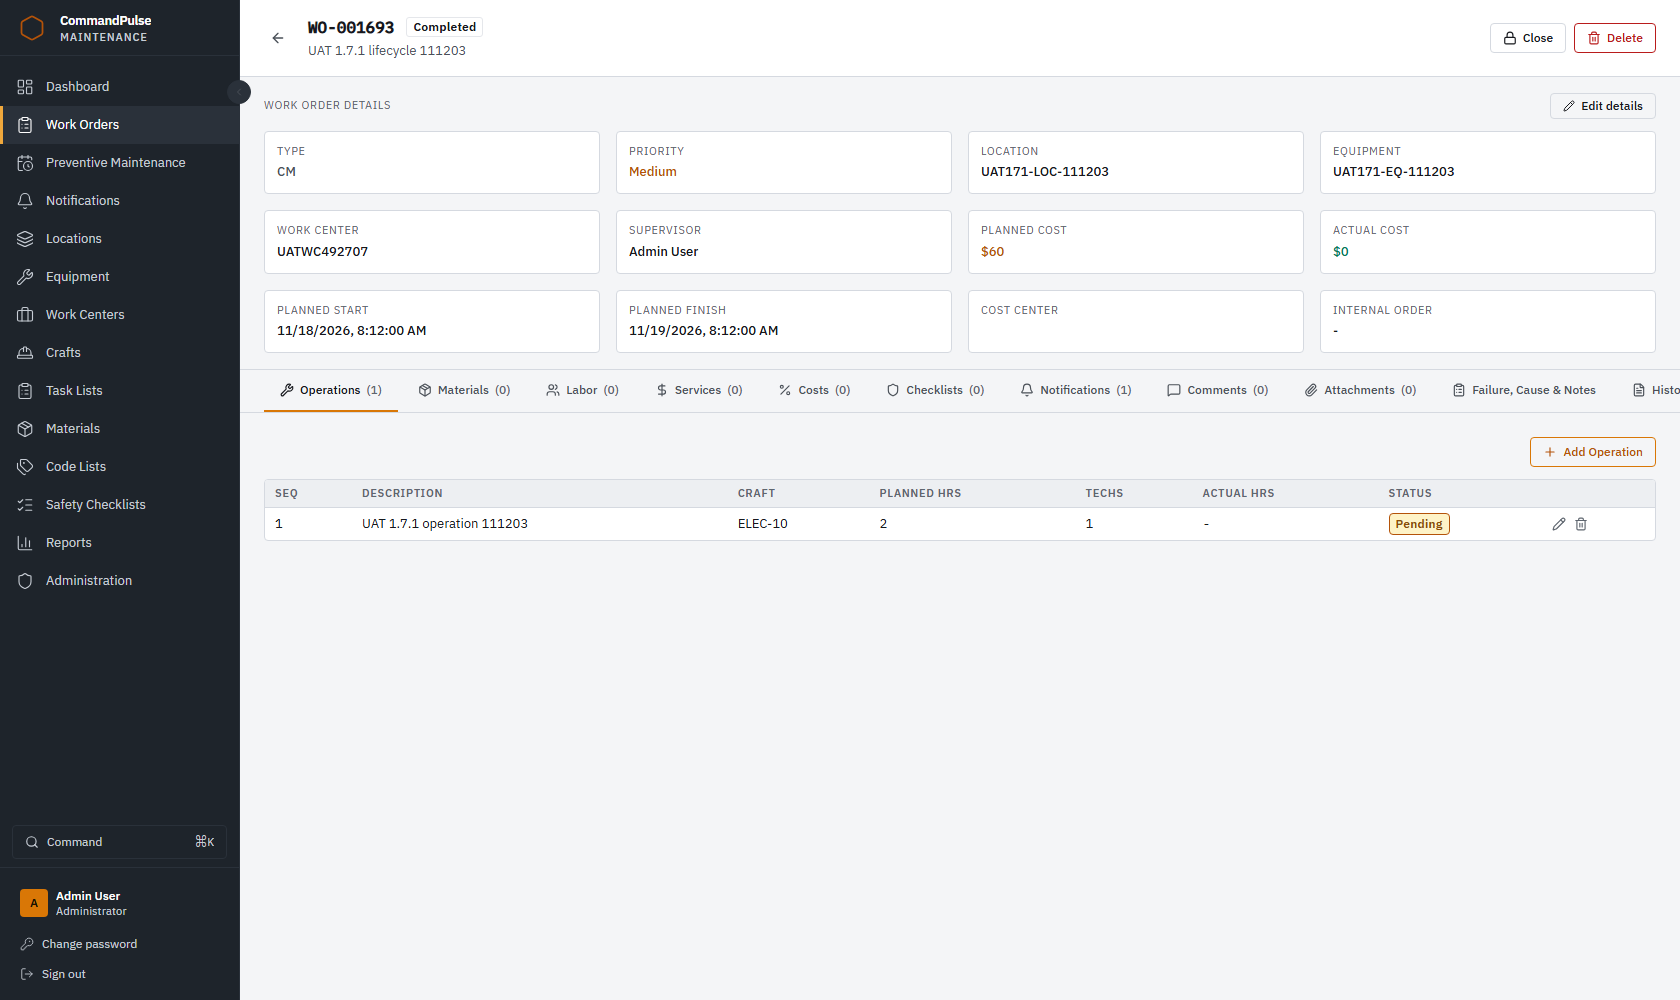 CommandPulse
MAINTENANCE
Dashboard
Work Orders
Preventive Maintenance
Notifications
Locations
Equipment
Work Centers
Crafts
Task Lists
Materials
Code Lists
Safety Checklists
Reports
Administration
Command ⌘K
A
Admin User
Administrator
Change password
Sign out
WO-001693 Completed
UAT 1.7.1 lifecycle 111203
Close Delete
WORK ORDER DETAILS
Edit details
TYPE
CM
PRIORITY
Medium
LOCATION
UAT171-LOC-111203
EQUIPMENT
UAT171-EQ-111203
WORK CENTER
UATWC492707
SUPERVISOR
Admin User
PLANNED COST
$60
ACTUAL COST
$0
PLANNED START
11/18/2026, 8:12:00 AM
PLANNED FINISH
11/19/2026, 8:12:00 AM
COST CENTER
INTERNAL ORDER
-
Operations (1) Materials (0) Labor (0) Services (0) Costs (0) Checklists (0) Notifications (1) Comments (0) Attachments (0) Failure, Cause & Notes Histo
Add Operation
SEQ DESCRIPTION CRAFT PLANNED HRS TECHS ACTUAL HRS STATUS
1 UAT 1.7.1 operation 111203 ELEC-10 2 1 - Pending